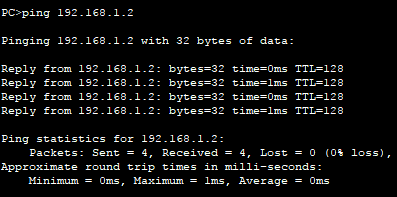 PC>ping 192.168.1.2
Pinging 192.168.1.2 with 32 bytes of data:
Reply from 192.168.1.2: bytes=32 time=0ms TTL=128
Reply from 192.168.1.2: bytes=32 time=1ms TTL=128
Reply from 192.168.1.2: bytes=32 time=0ms TTL=128
Reply from 192.168.1.2: bytes=32 time=1ms TTL=128
Ping statistics for 192.168.1.2:
Packets: Sent = 4, Received = 4, Lost = 0 (0% loss),
Approximate round trip times in milli-seconds:
Minimum = 0ms, Maximum = 1ms, Average = 0ms